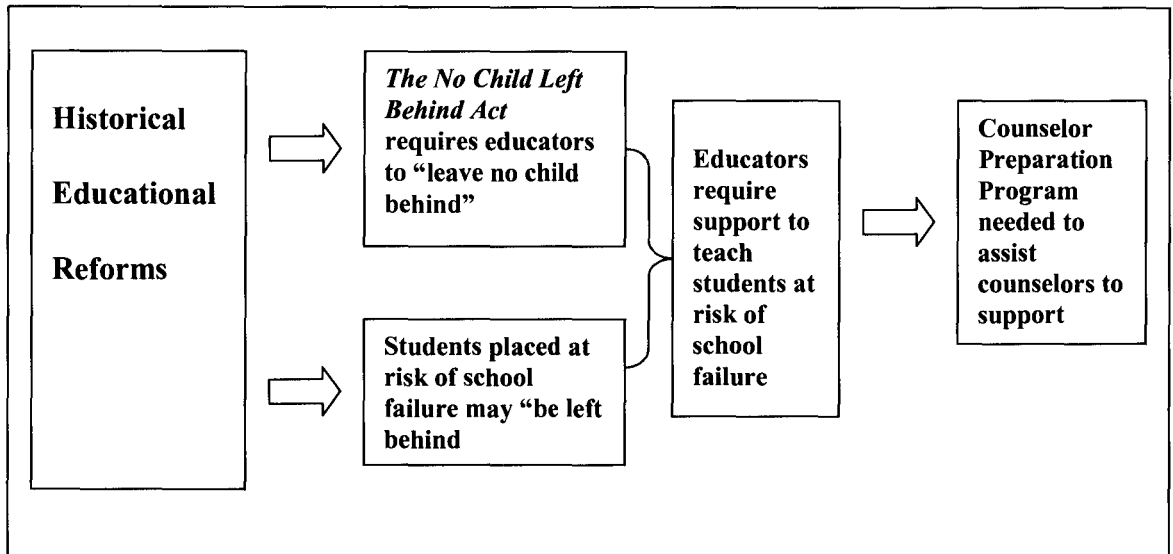 Historical
Educational
Reforms
The No Child Left
Behind Act
requires educators
to “leave no child
behind”
Students placed at
risk of school
failure may “be left
behind
Educators
require
support to
teach
students at
risk of
school
failure
Counselor
Preparation
Program
needed to
assist
counselors to
support